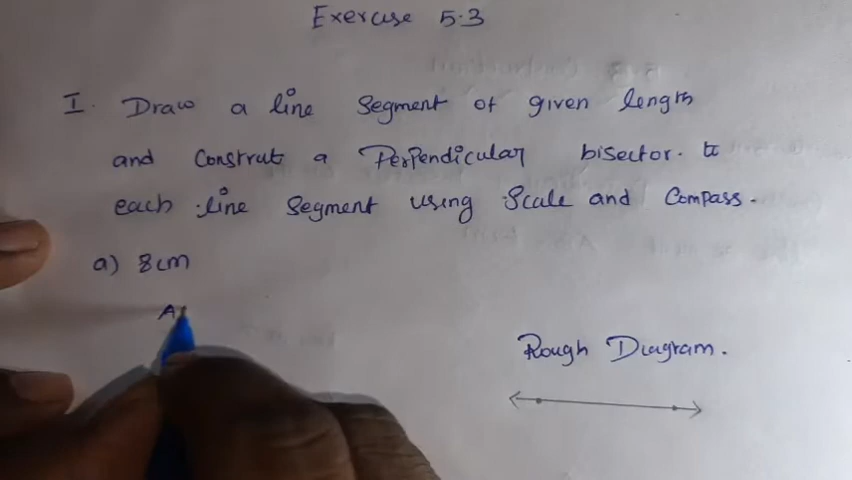 Exercise 5.3
I. Draw a line Segment of given length
and Construct a Perpendicular bisector. to
each line Segment using Scale and Compass.
a) 8cm
A
Rough Diagram.